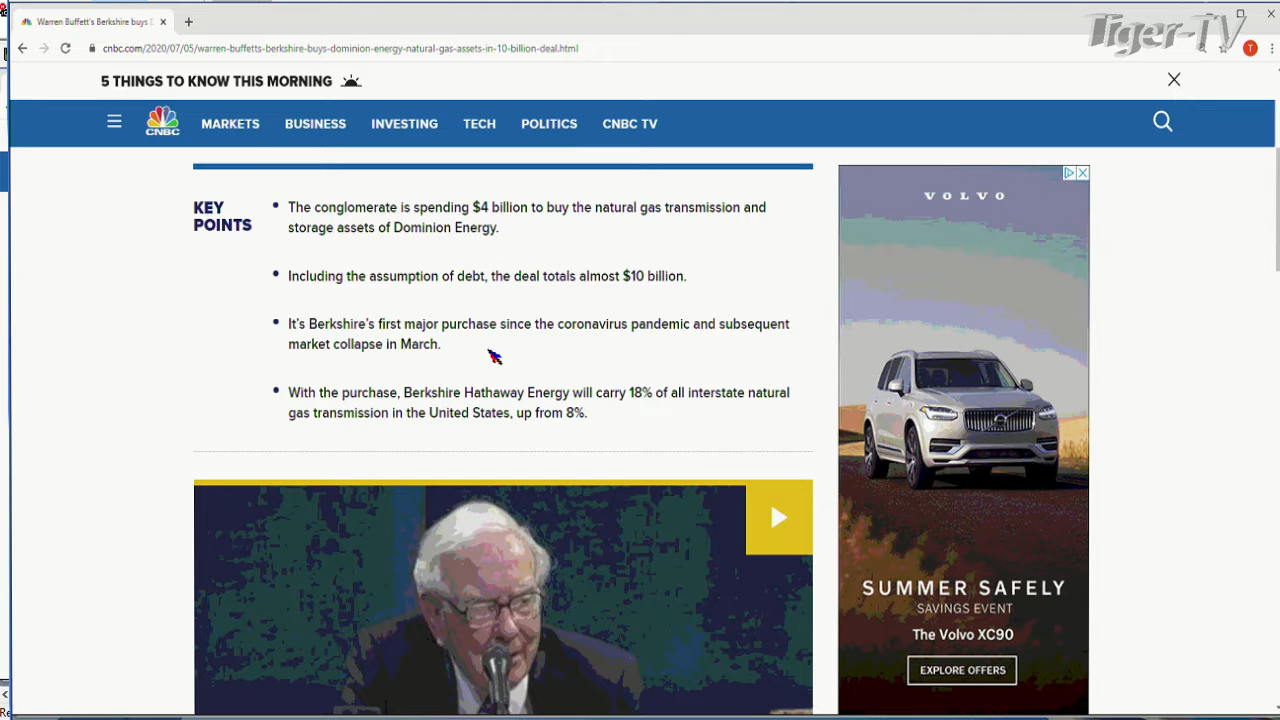 Warren Buffett's Berkshire buys
Tiger-TV
cnbc.com/2020/07/05/warren-buffetts-berkshire-buys-dominion-energy-natural-gas-assets-in-10-billion-deal.html
T
5 THINGS TO KNOW THIS MORNING
CNBC
MARKETS
BUSINESS
INVESTING
TECH
POLITICS
CNBC TV
KEY
POINTS
The conglomerate is spending $4 billion to buy the natural gas transmission and
storage assets of Dominion Energy.
Including the assumption of debt, the deal totals almost $10 billion.
It's Berkshire's first major purchase since the coronavirus pandemic and subsequent
market collapse in March.
With the purchase, Berkshire Hathaway Energy will carry 18% of all interstate natural
gas transmission in the United States, up from 8%.
VOLVO
SUMMER SAFELY
SAVINGS EVENT
The Volvo XC90
EXPLORE OFFERS
Re